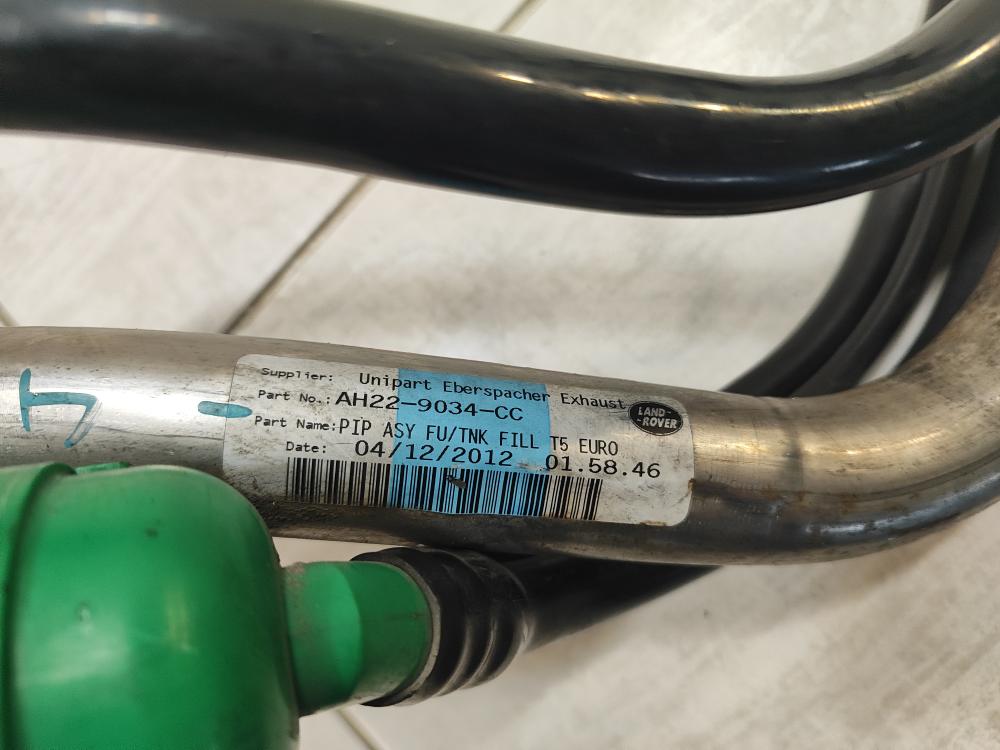 Supplier: Unipart Eberspacher Exhaust
Part No.: AH22-9034-CC
LAND-
-ROVER
Part Name: PIP ASY FU/TNK FILL T5 EURO
Date: 04/12/2012 01.58.46